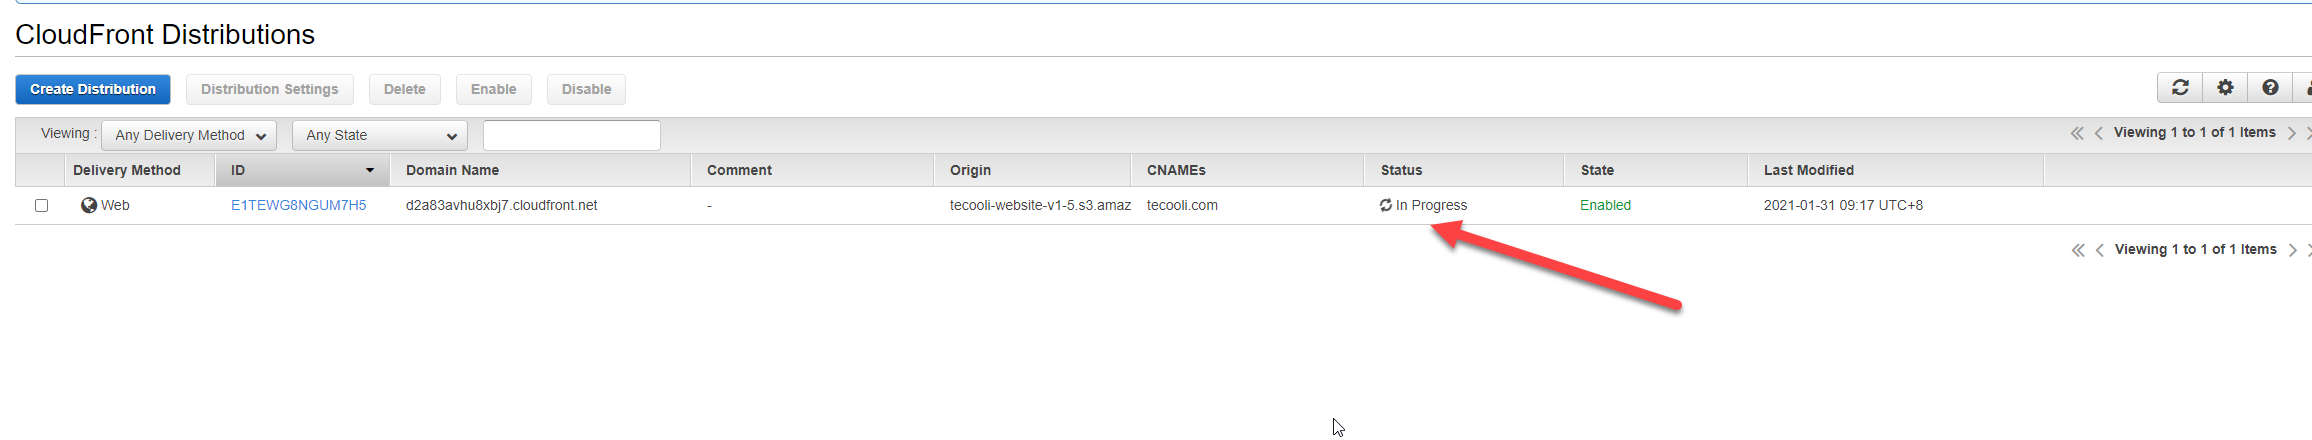 CloudFront Distributions
Create Distribution Distribution Settings Delete Enable Disable
Viewing : Any Delivery Method Any State Viewing 1 to 1 of 1 Items
Delivery Method ID Domain Name Comment Origin CNAMEs Status State Last Modified
Web E1TEWG8NGUM7H5 d2a83avhu8xbj7.cloudfront.net - tecooli-website-v1-5.s3.amaz tecooli.com In Progress Enabled 2021-01-31 09:17 UTC+8
Viewing 1 to 1 of 1 Items